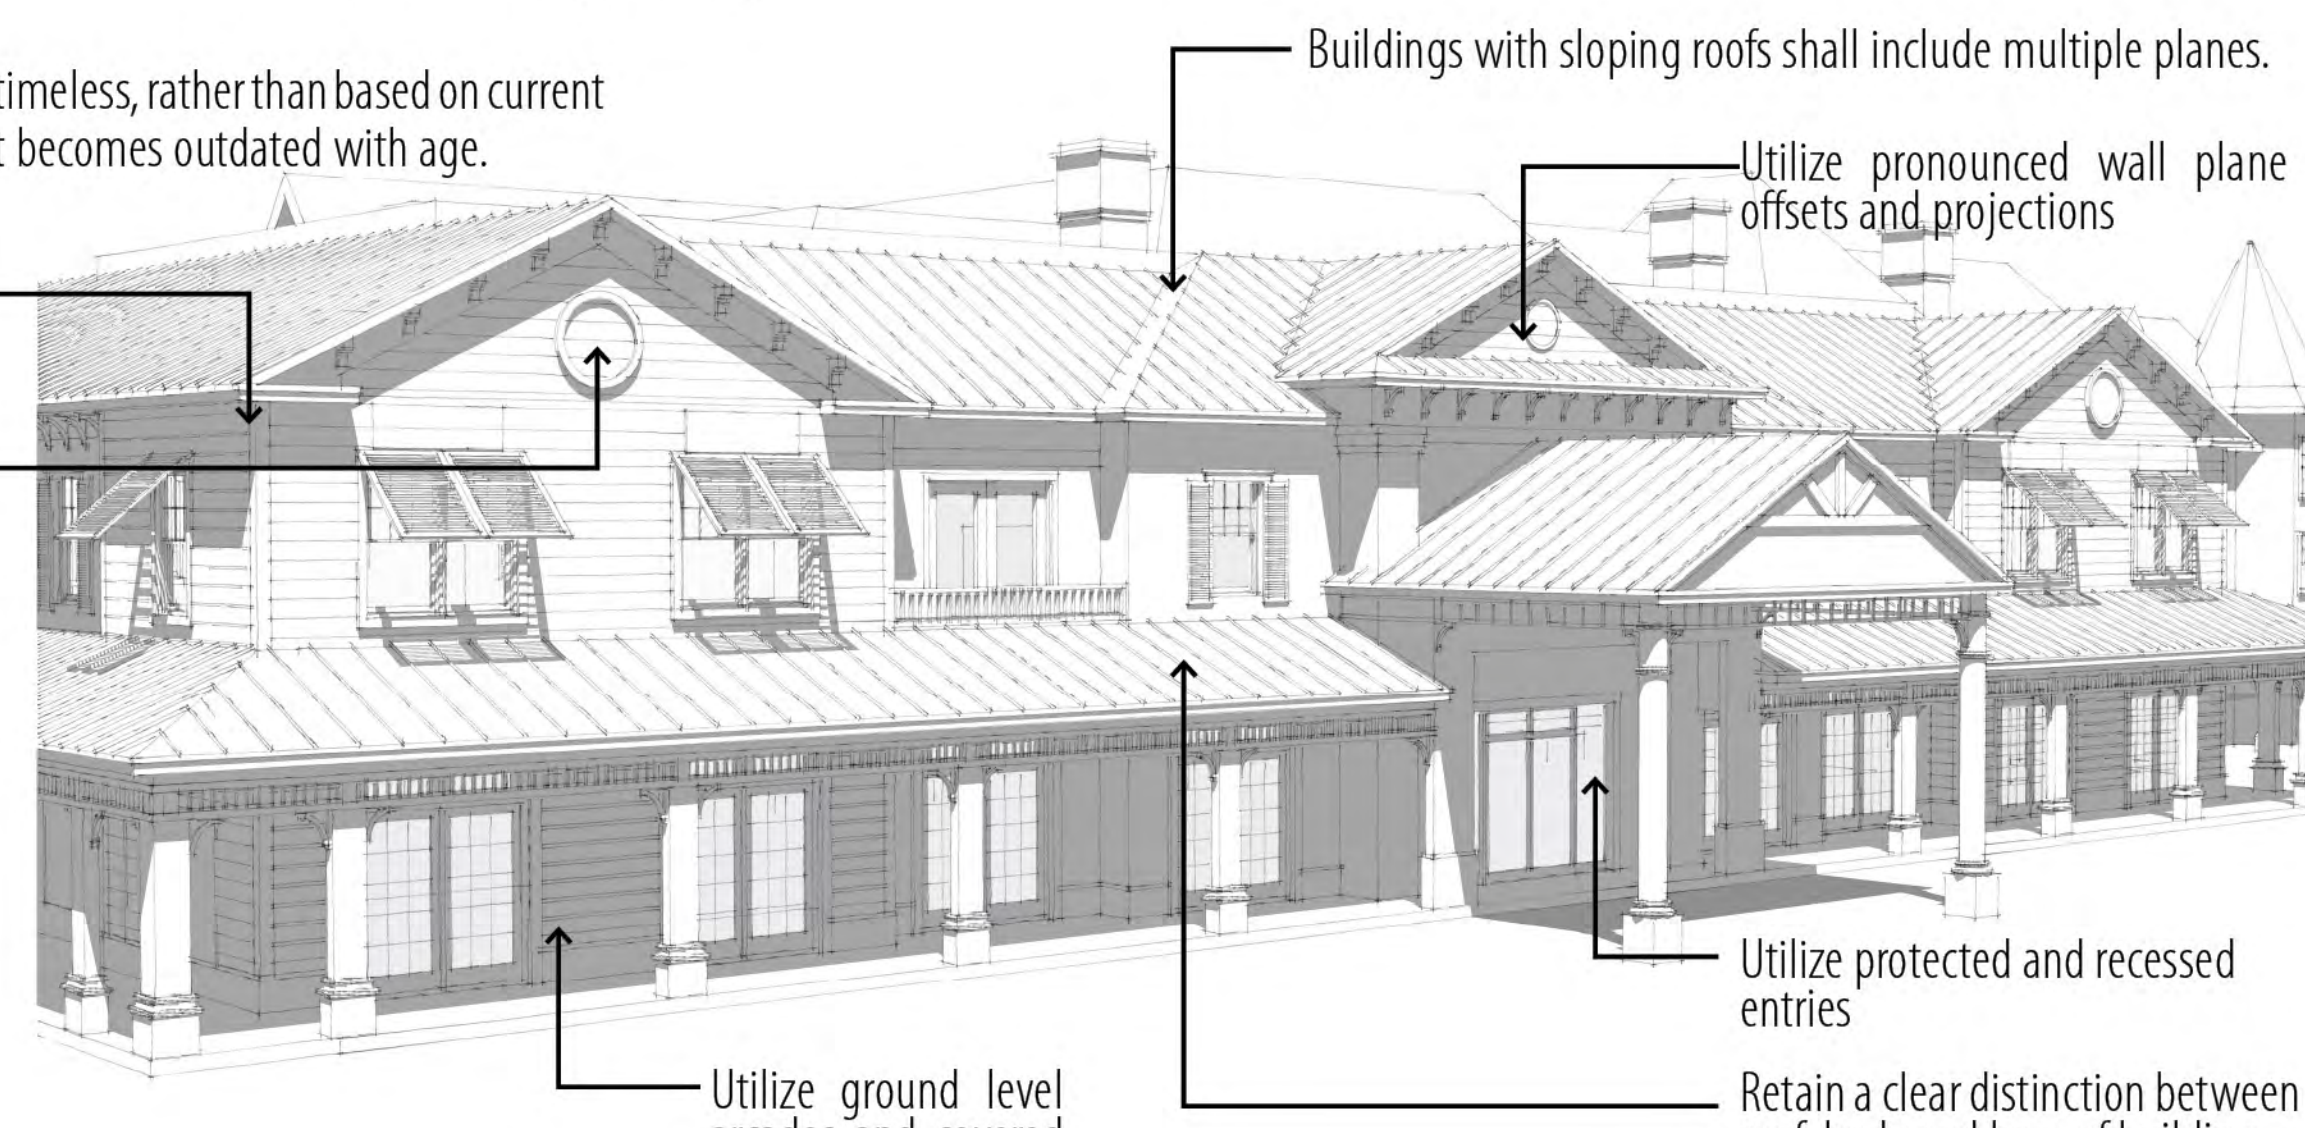 Buildings with sloping roofs shall include multiple planes.
timeless, rather than based on current
becomes outdated with age.
Utilize pronounced wall plane
offsets and projections
Utilize protected and recessed
entries
Utilize ground level
Retain a clear distinction between